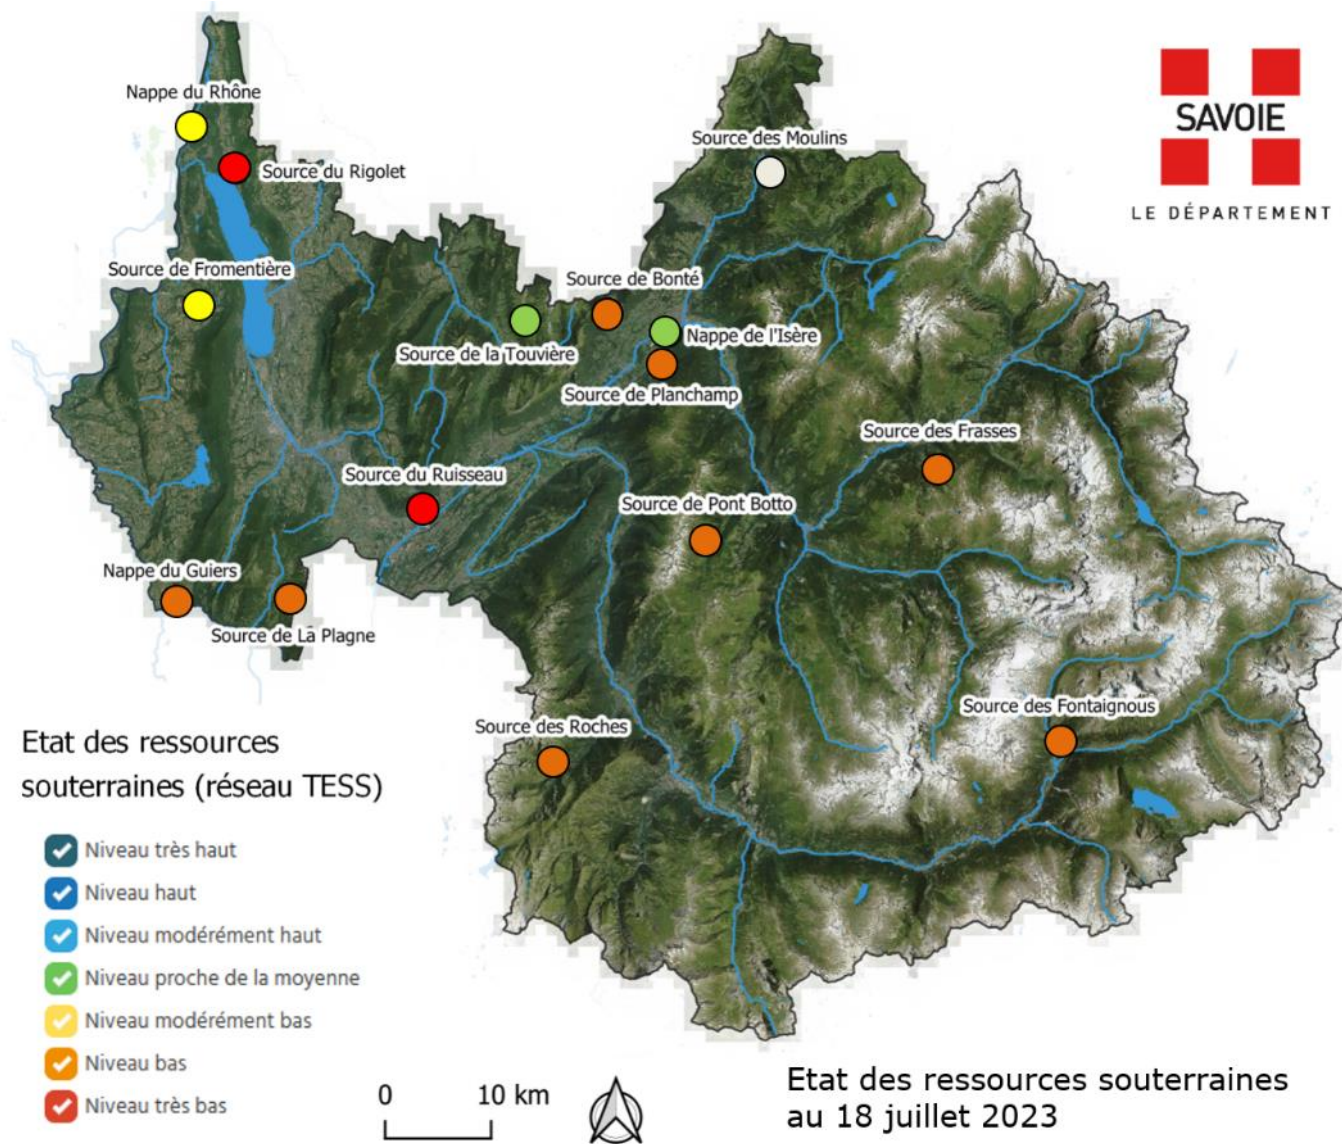 Nappe du Rhône
Source du Rigolet
Source des Moulins
SAVOIE
LE DÉPARTEMENT
Source de Fromentière
Source de Bonté
Source de la Touvière
Nappe de l'Isère
Source de Planchamp
Source des Frasses
Source du Ruisseau
Source de Pont Botto
Nappe du Guiers
Source de La Plagne
Source des Roches
Source des Fontaignous
Etat des ressources
souterraines (réseau TESS)
Niveau très haut
Niveau haut
Niveau modérément haut
Niveau proche de la moyenne
Niveau modérément bas
Niveau bas
Niveau très bas
0 10 km
Etat des ressources souterraines
au 18 juillet 2023